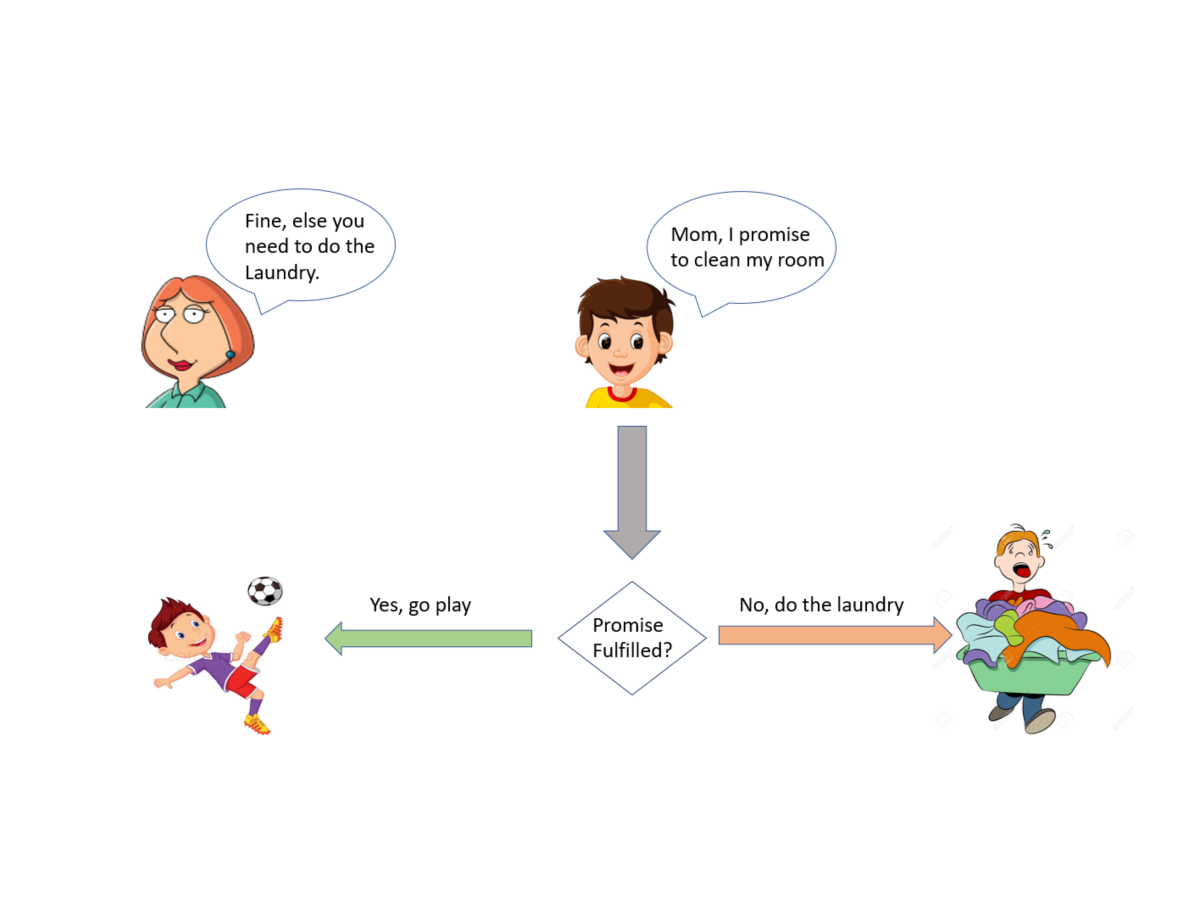 Fine, else you
need to do the
Laundry.
Mom, I promise
to clean my room
Yes, go play
Promise
Fulfilled?
No, do the laundry